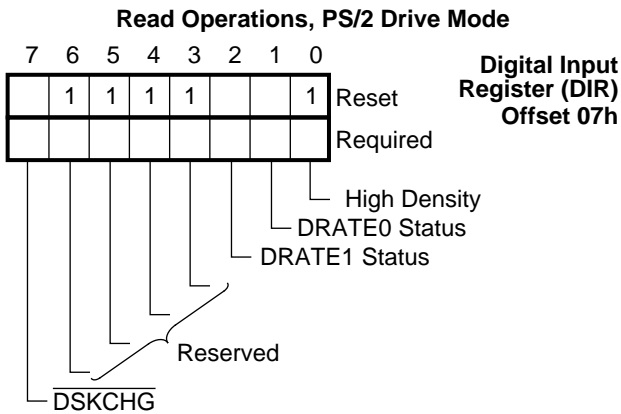 Read Operations, PS/2 Drive Mode
7 6 5 4 3 2 1 0
Digital Input
Register (DIR)
Offset 07h
1 1 1 1 1 Reset
Required
High Density
DRATE0 Status
DRATE1 Status
Reserved
DSKCHG